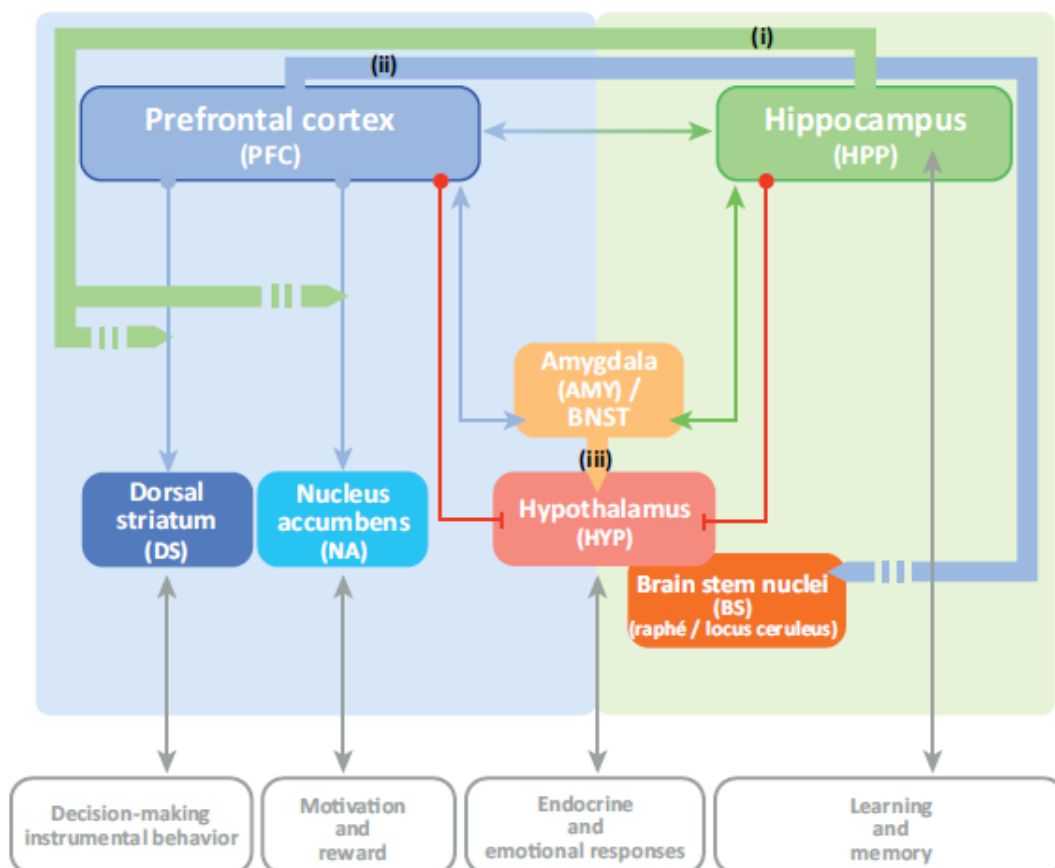 (i)
(ii)
Prefrontal cortex
(PFC)
Hippocampus
(HPP)
Amygdala
(AMY) /
BNST
(iii)
Dorsal
striatum
(DS)
Nucleus
accumbens
(NA)
Hypothalamus
(HYP)
Brain stem nuclei
(BS)
(raphé / locus ceruleus)
Decision-making
instrumental behavior
Motivation
and
reward
Endocrine
and
emotional responses
Learning
and
memory